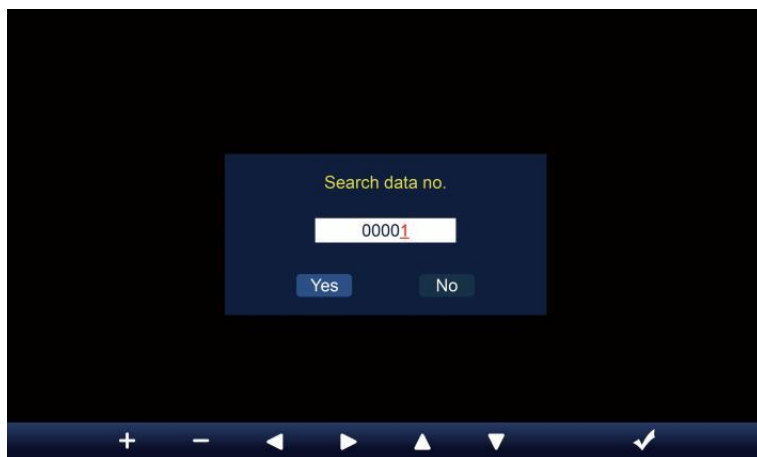 Search data no.
00001
Yes No